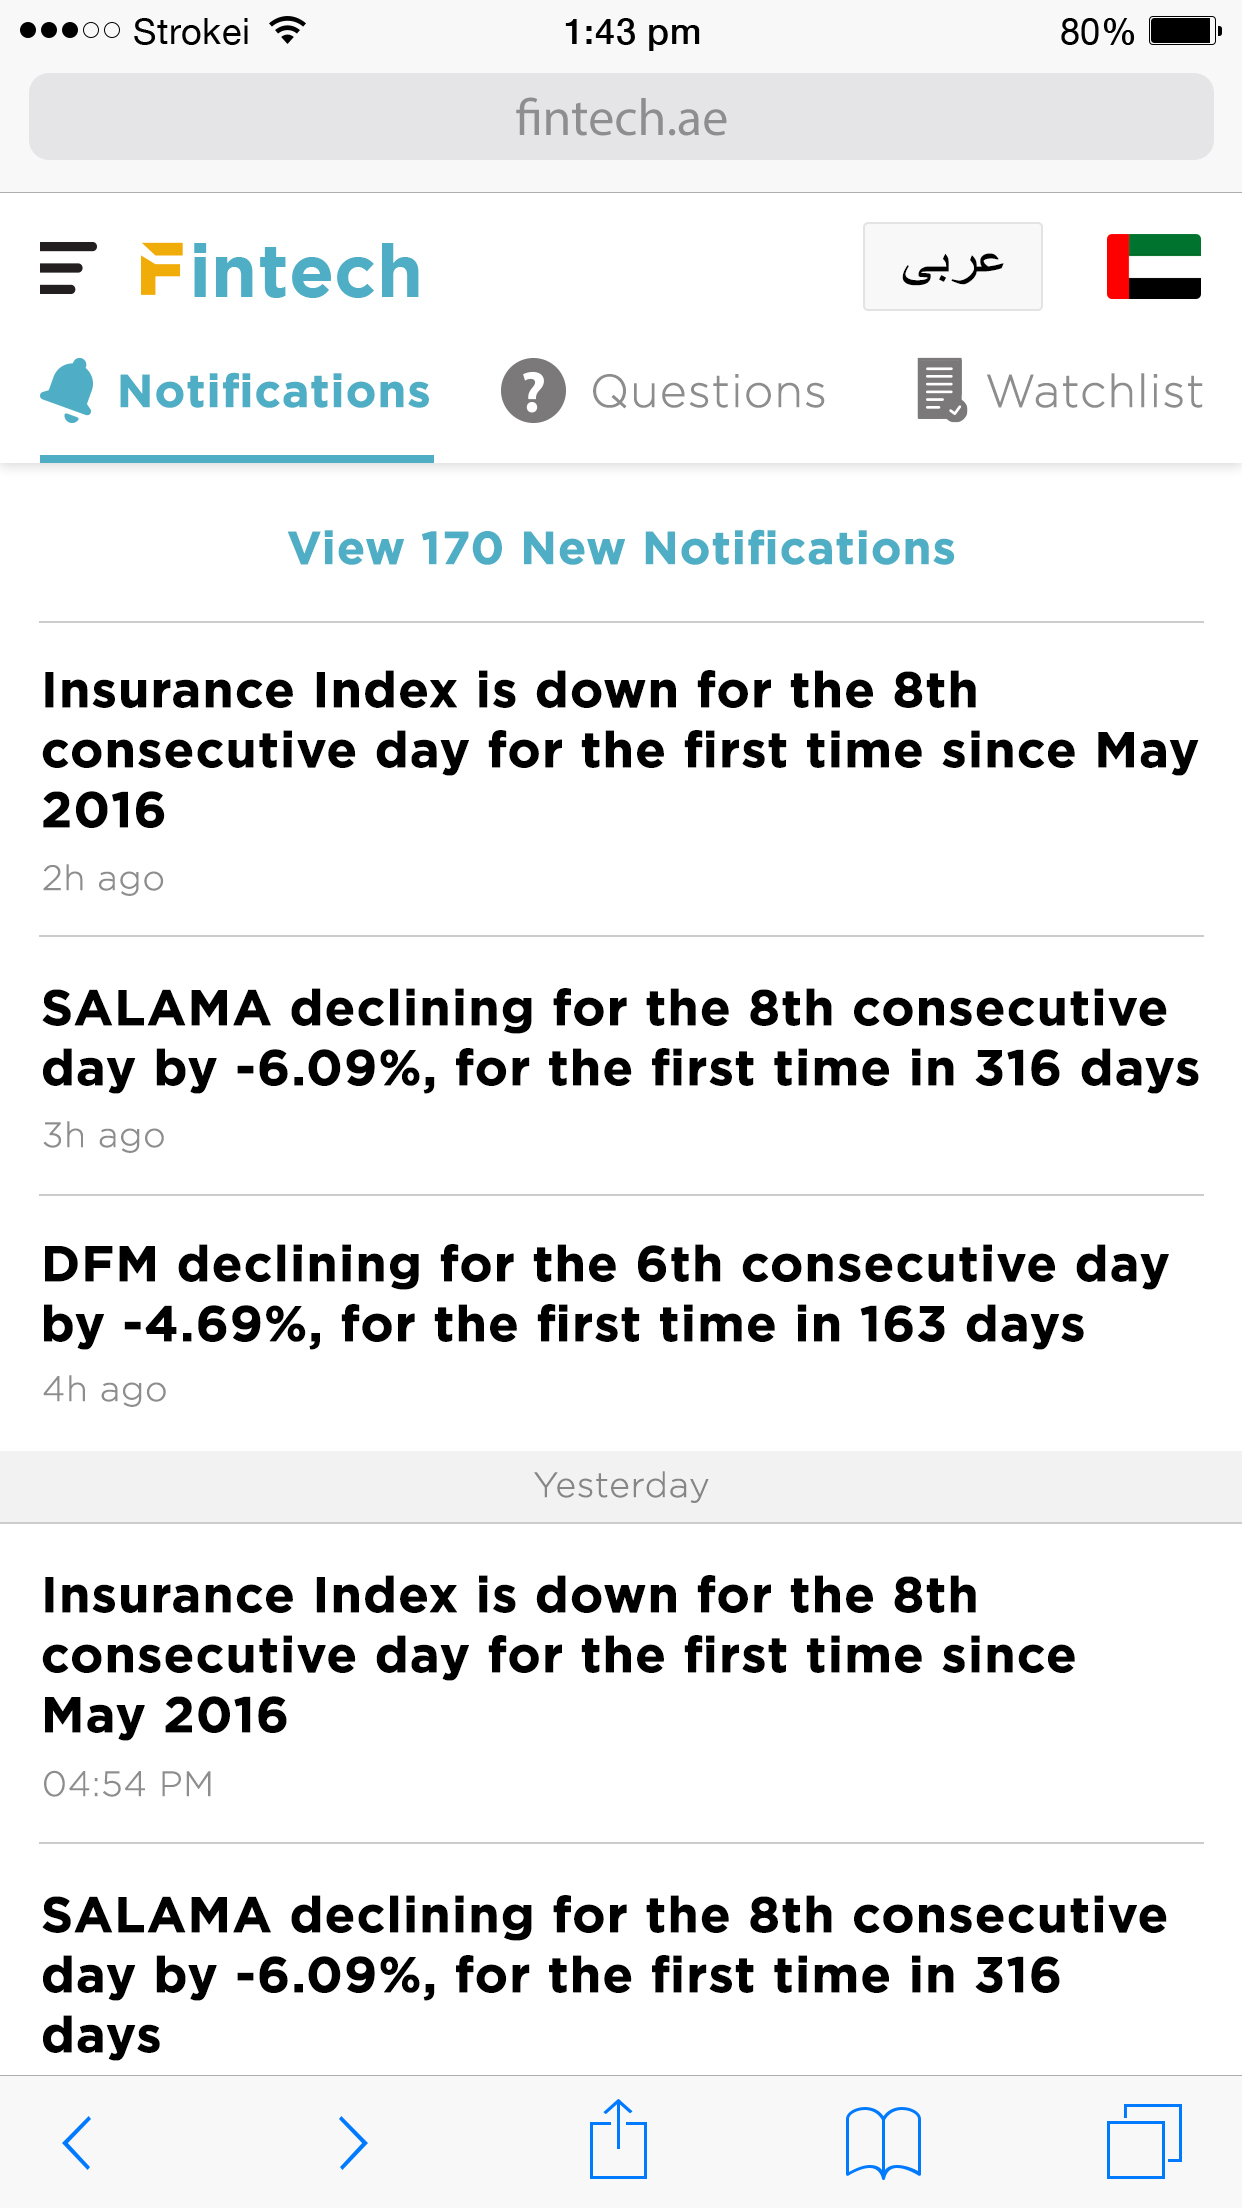 Strokei
1:43 pm
80%
fintech.ae
Fintech
عربى
Notifications
Questions
Watchlist
View 170 New Notifications
Insurance Index is down for the 8th
consecutive day for the first time since May
2016
2h ago
SALAMA declining for the 8th consecutive
day by -6.09%, for the first time in 316 days
3h ago
DFM declining for the 6th consecutive day
by -4.69%, for the first time in 163 days
4h ago
Yesterday
Insurance Index is down for the 8th
consecutive day for the first time since
May 2016
04:54 PM
SALAMA declining for the 8th consecutive
day by -6.09%, for the first time in 316
days